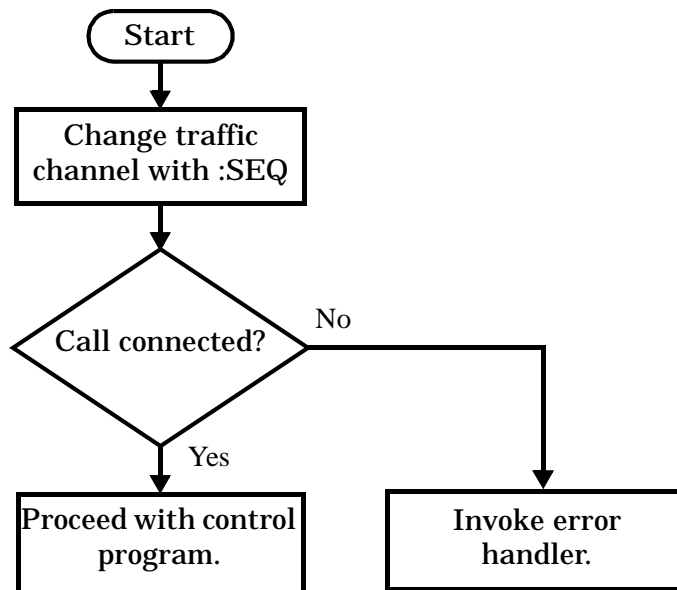 Start
Change traffic
channel with :SEQ
Call connected?
No
Yes
Proceed with control
program.
Invoke error
handler.